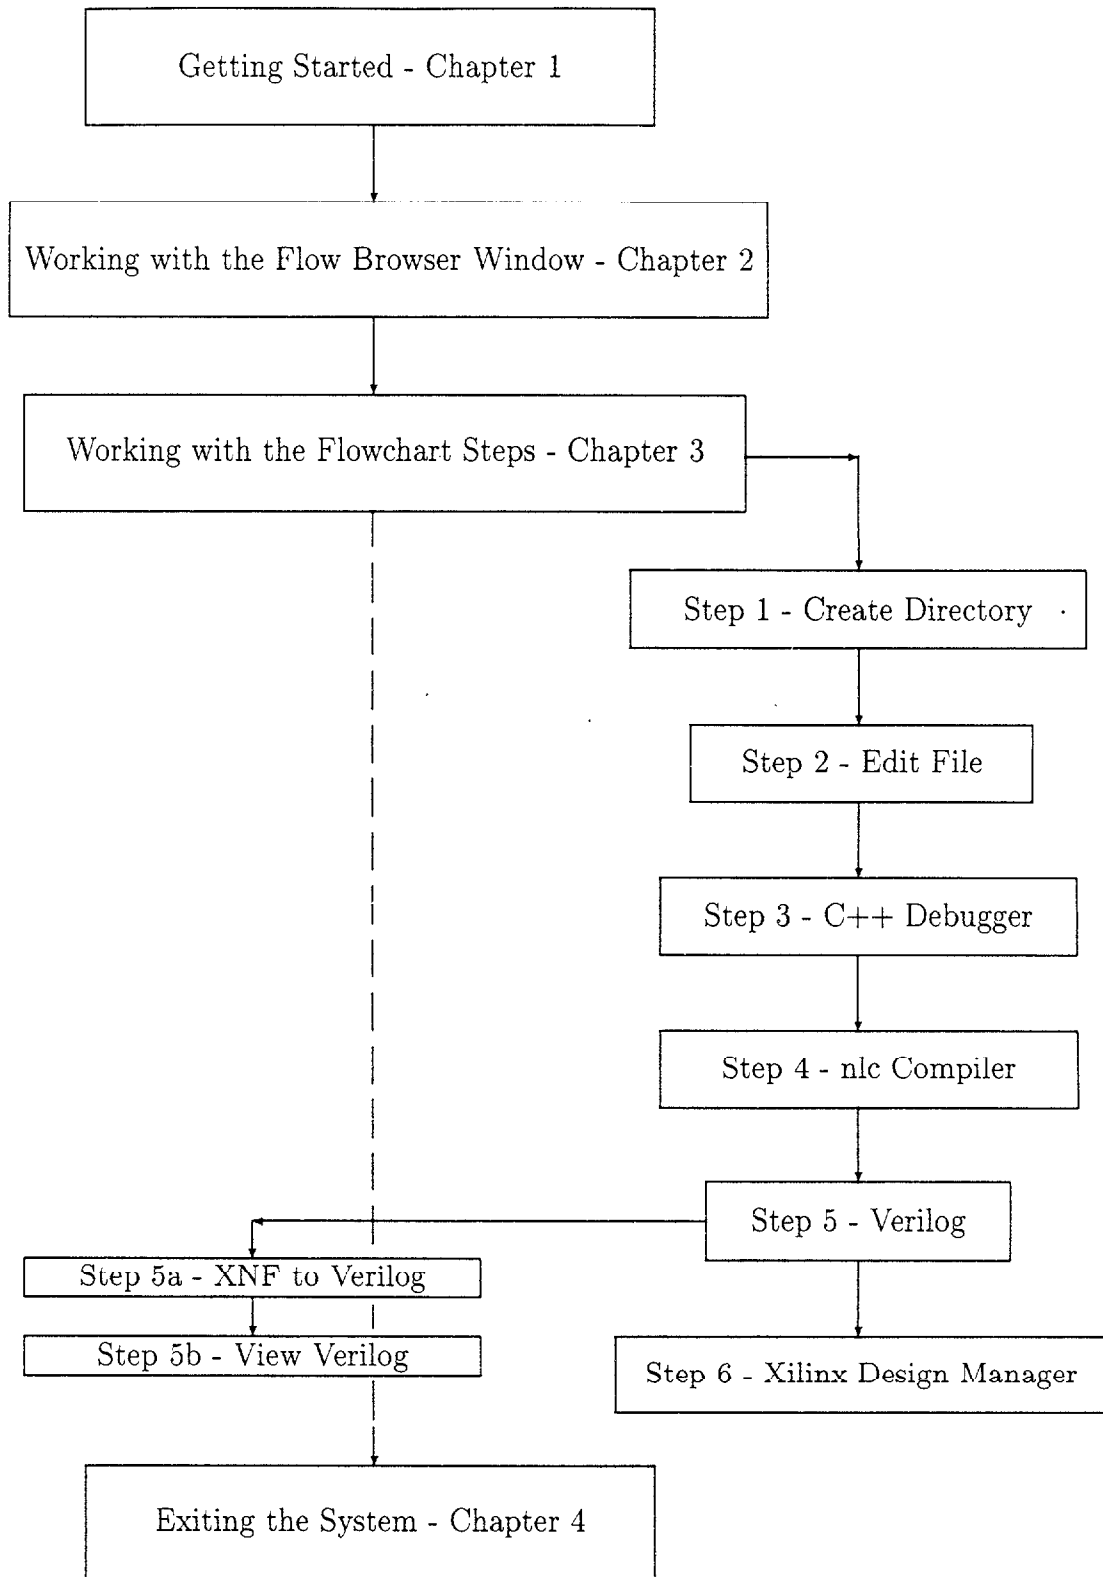 Getting Started - Chapter 1
Working with the Flow Browser Window - Chapter 2
Working with the Flowchart Steps - Chapter 3
Step 1 - Create Directory
Step 2 - Edit File
Step 3 - C++ Debugger
Step 4 - nlc Compiler
Step 5 - Verilog
Step 5a - XNF to Verilog
Step 5b - View Verilog
Step 6 - Xilinx Design Manager
Exiting the System - Chapter 4